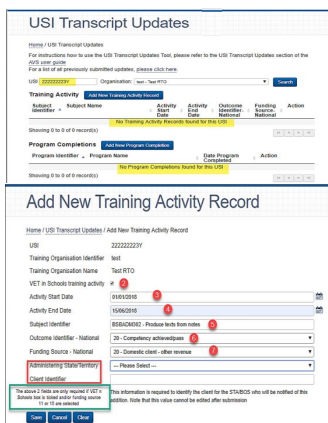 USI Transcript Updates
Home / USI Transcript Updates
For instructions how to use the USI Transcript Updates Tool, please refer to the USI Transcript Updates section of the
AVS user guide
For a list of all previously submitted updates, please click here
USI 222222223Y Organisation: test - Test RTO Search
Training Activity Add New Training Activity Record
Subject Identifier Subject Name Activity Start Date Activity End Date Outcome Identifier - National Funding Source - National Action
No Training Activity Records found for this USI
Showing 0 to 0 of 0 record(s)
Program Completions Add New Program Completion
Program Identifier Program Name Date Program Completed Action
No Program Completions found for this USI
Showing 0 to 0 of 0 record(s)
Add New Training Activity Record
Home / USI Transcript Updates / Add New Training Activity Record
USI 222222223Y
Training Organisation Identifier test
Training Organisation Name Test RTO
VET in Schools training activity 2
Activity Start Date 01/01/2018 3
Activity End Date 15/06/2018 4
Subject Identifier BSBADM302 - Produce texts from notes 5
Outcome Identifier - National 20 - Competency achieved/pass 6
Funding Source - National 20 - Domestic client - other revenue 7
Administering State/Territory --- Please Select ---
Client Identifier
The above 2 fields are only required if VET in
Schools box is ticked and/or funding source
11 or 15 are selected
This information is required to identify the client for the STA/BOS who will be notified of this
addition. Note that this value cannot be edited after submission
Save Cancel Clear